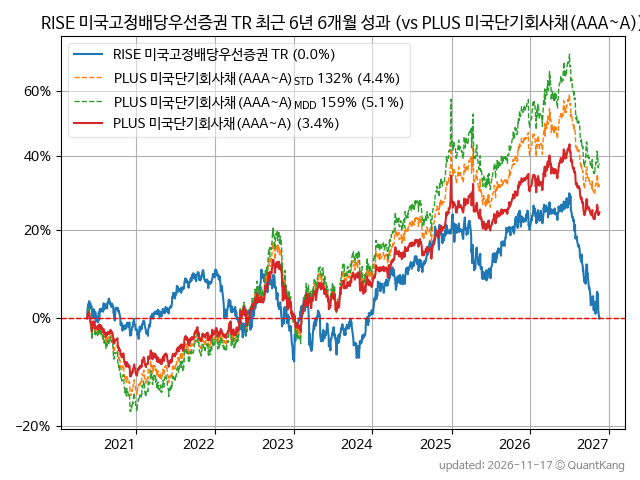 RISE 미국고정배당우선증권 TR 최근 6년 6개월 성과 (vs PLUS 미국단기회사채(AAA~A))
RISE 미국고정배당우선증권 TR (0.0%)
PLUS 미국단기회사채(AAA~A)STD 132% (4.4%)
PLUS 미국단기회사채(AAA~A)MDD 159% (5.1%)
PLUS 미국단기회사채(AAA~A) (3.4%)
60%
40%
20%
0%
−20%
2021 2022 2023 2024 2025 2026 2027
updated: 2026-11-17 © QuantKang